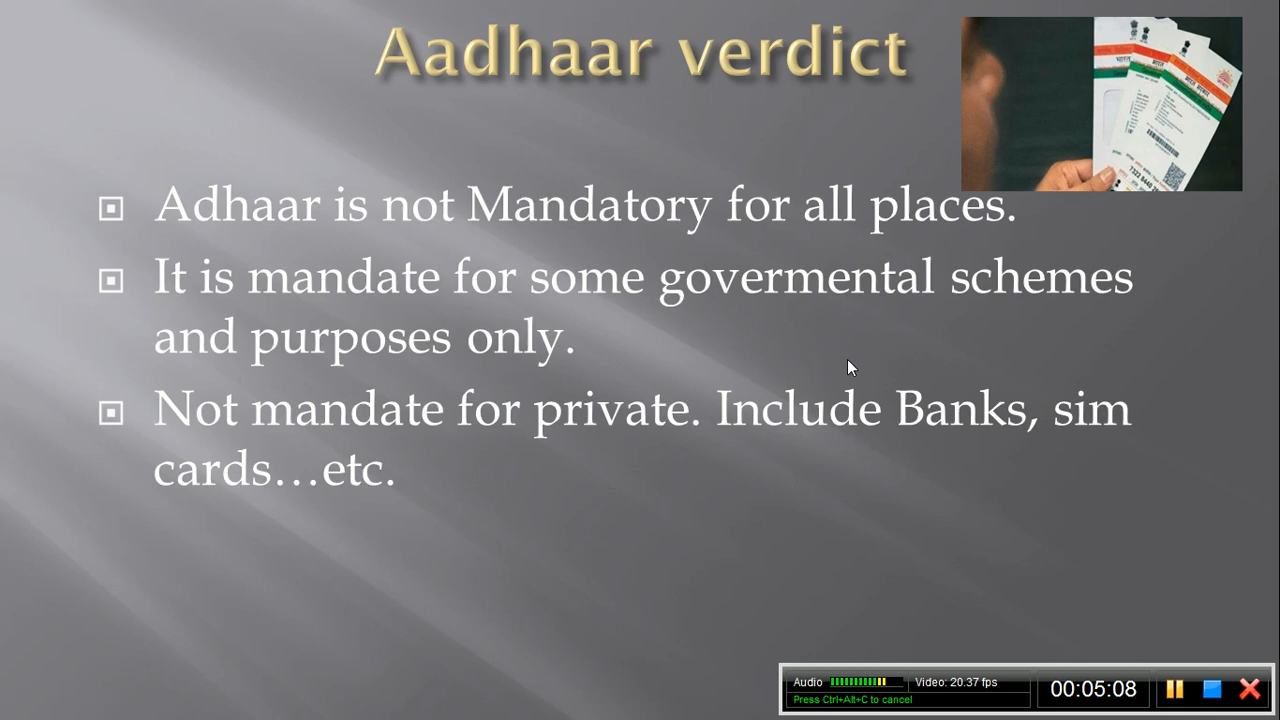 Aadhaar verdict
Adhaar is not Mandatory for all places.
It is mandate for some govermental schemes
and purposes only.
Not mandate for private. Include Banks, sim
cards…etc.
Audio
Video: 20.37 fps
Press Ctrl+Alt+C to cancel
00:05:08